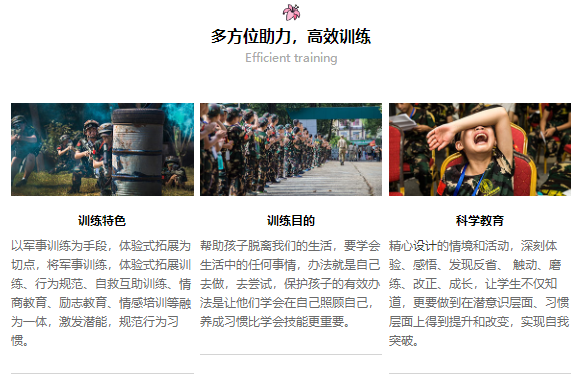 多方位助力，高效训练
Efficient training
训练特色
以军事训练为手段，体验式拓展为
切点，将军事训练，体验式拓展训
练、行为规范、自救互助训练、情
商教育、励志教育、情感培训等融
为一体，激发潜能，规范行为习
惯。
训练目的
帮助孩子脱离我们的生活，要学会
生活中的任何事情，办法就是自己
去做，去尝试，保护孩子的有效办
法是让他们学会在自己照顾自己，
养成习惯比学会技能更重要。
科学教育
精心设计的情境和活动，深刻体
验、感悟、发现反省、 触动、磨
练、改正、成长，让学生不仅知
道，更要做到在潜意识层面、习惯
层面上得到提升和改变，实现自我
突破。